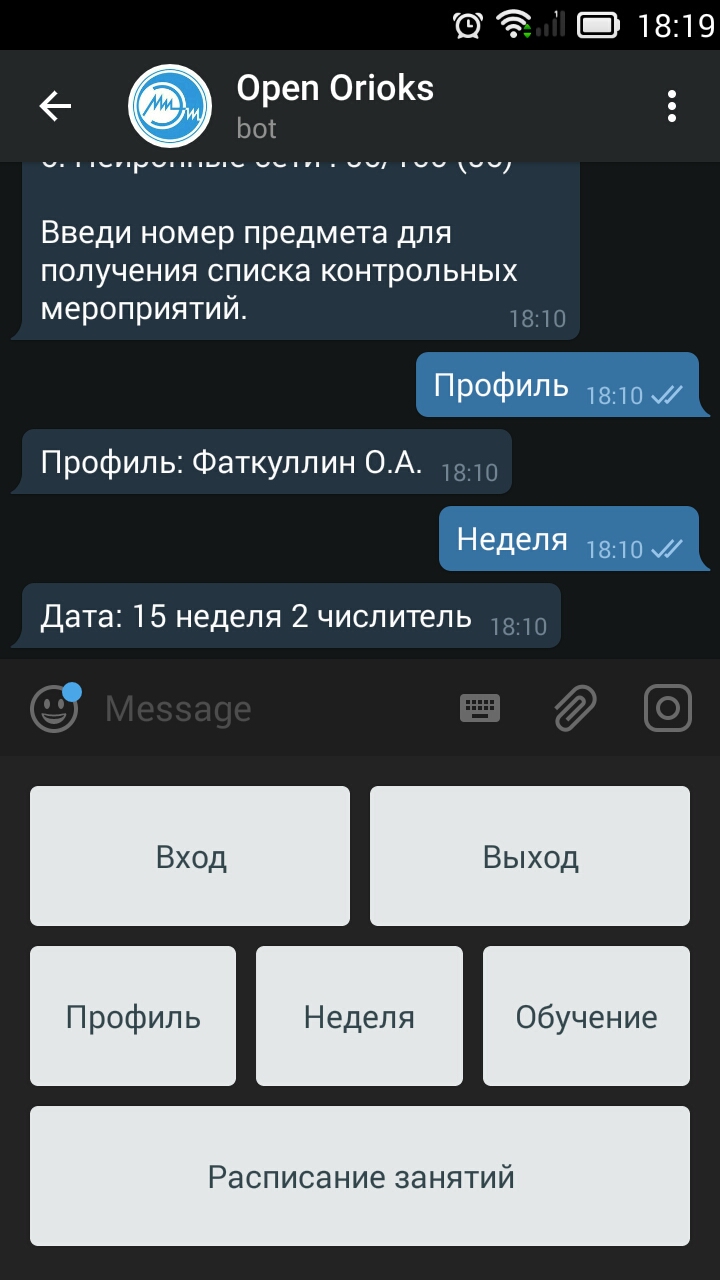 18:19
Open Orioks
bot
Введи номер предмета для
получения списка контрольных
мероприятий.
18:10
Профиль 18:10
Профиль: Фаткуллин О.А. 18:10
Неделя 18:10
Дата: 15 неделя 2 числитель 18:10
Message
Вход
Выход
Профиль
Неделя
Обучение
Расписание занятий